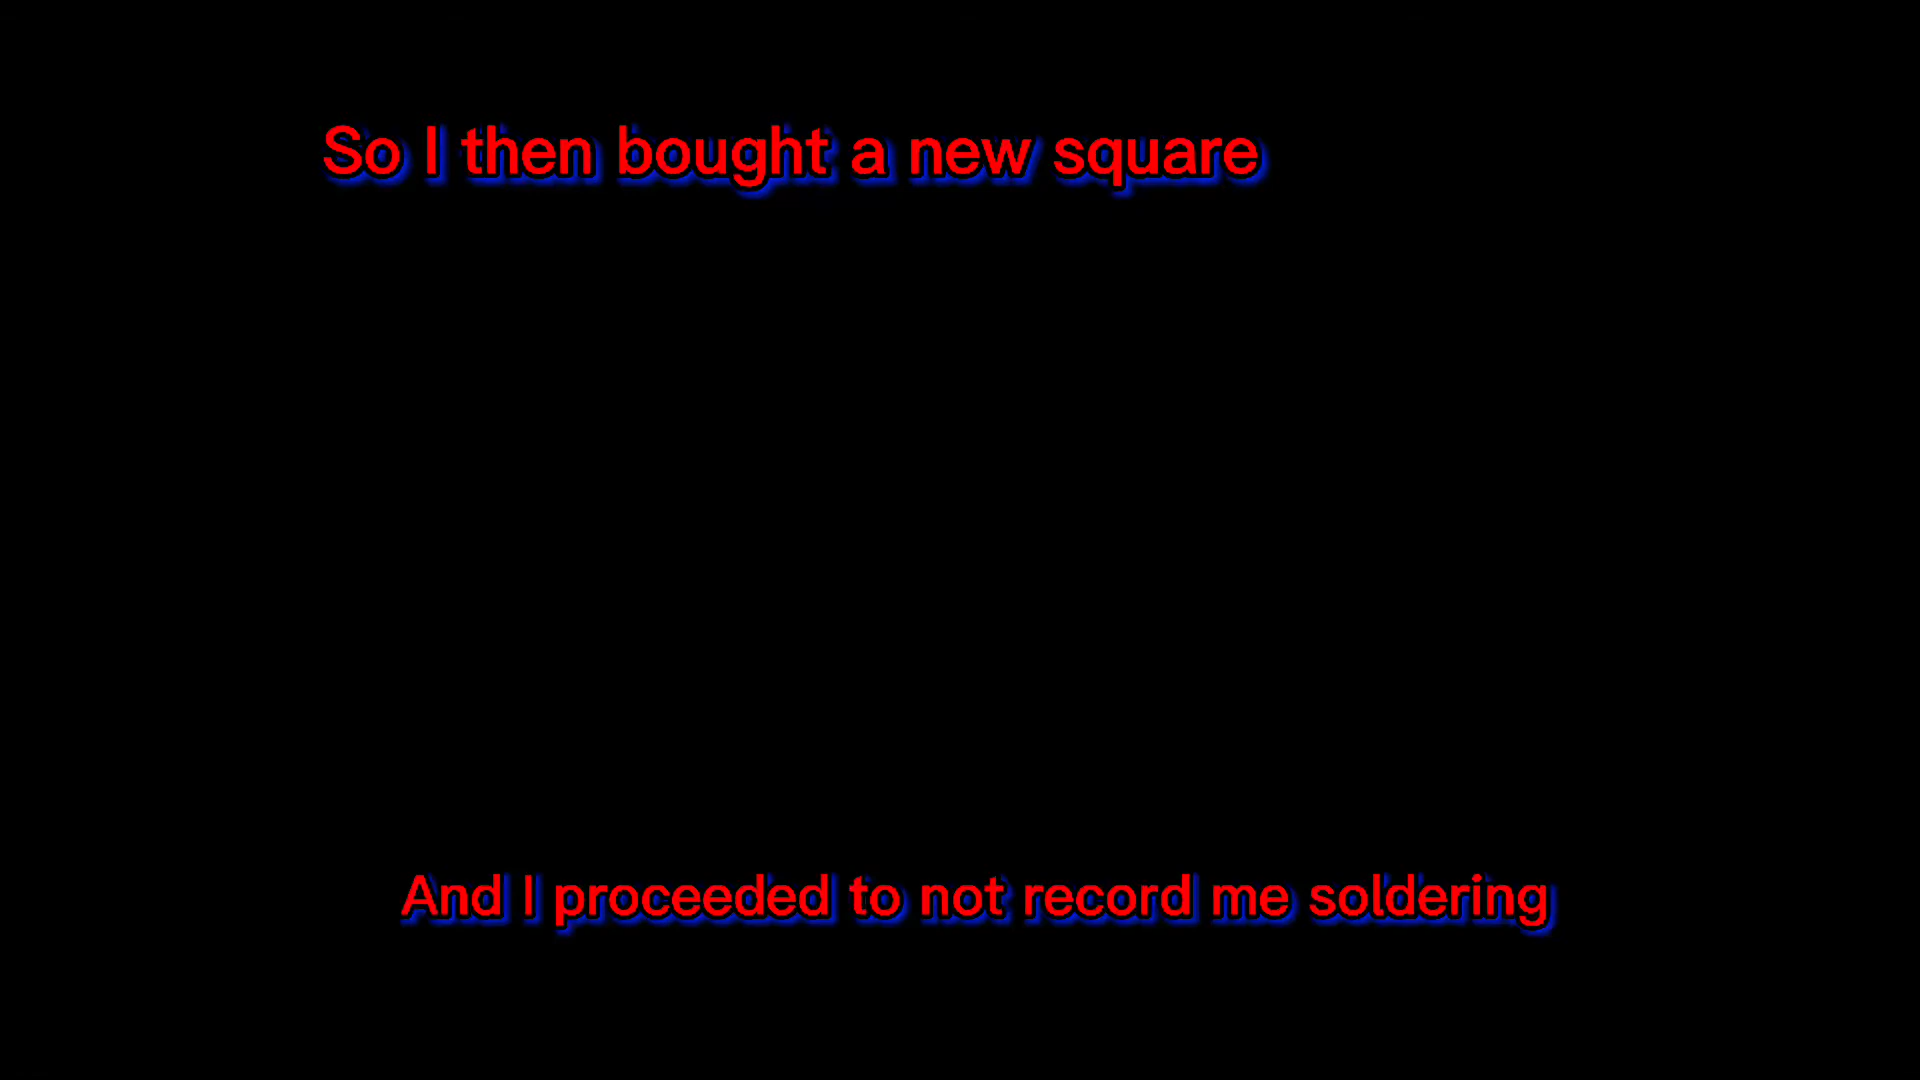 So I then bought a new square
And I proceeded to not record me soldering